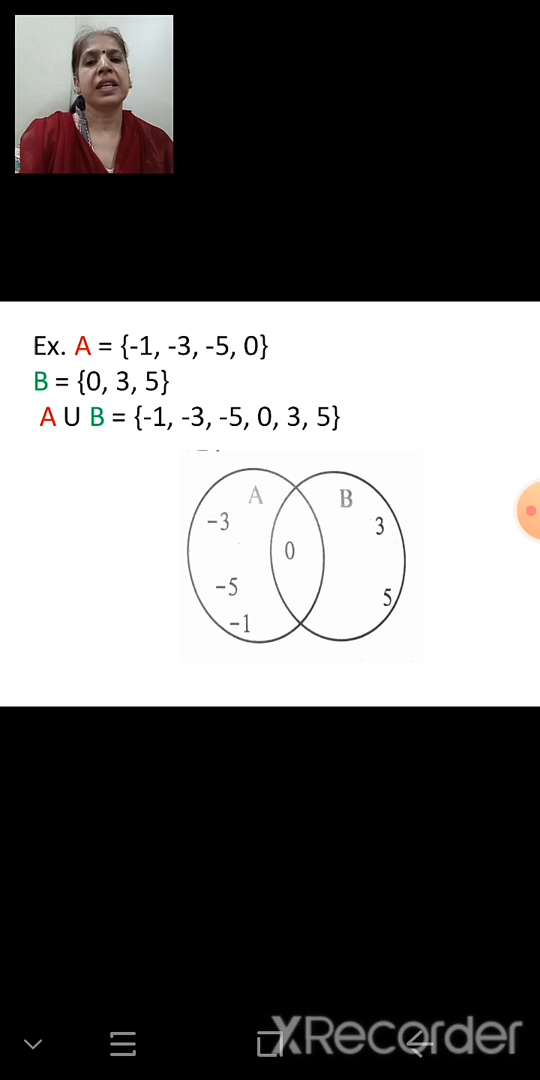 Ex. A = {-1, -3, -5, 0}
B = {0, 3, 5}
A U B = {-1, -3, -5, 0, 3, 5}
A B
-3 3
0
-5 5
-1
XRecorder